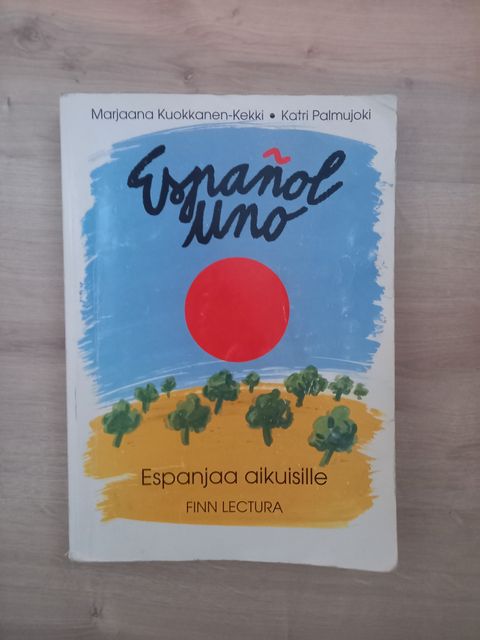 Marjaana Kuokkanen-Kekki • Katri Palmujoki
Español
uno
Espanjaa aikuisille
FINN LECTURA